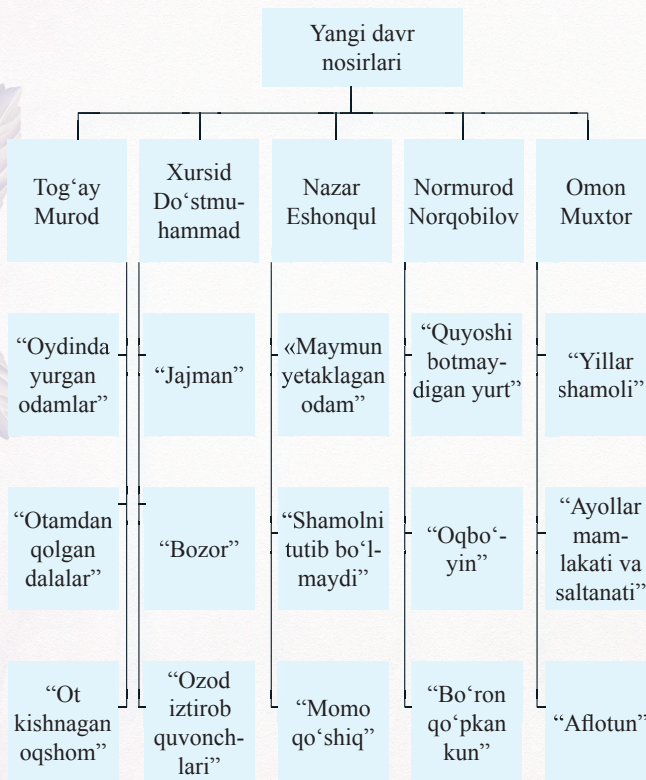 Yangi davr
nosirlari
Tog‘ay
Murod
Xursid
Do‘stmu-
hammad
Nazar
Eshonqul
Normurod
Norqobilov
Omon
Muxtor
“Oydinda
yurgan
odamlar”
“Jajman”
«Maymun
yetaklagan
odam”
“Quyoshi
botmay-
digan yurt”
“Yillar
shamoli”
“Otamdan
qolgan
dalalar”
“Bozor”
“Shamolni
tutib bo‘l-
maydi”
“Oqbo‘-
yin”
“Ayollar
mam-
lakati va
saltanati”
“Ot
kishnagan
oqshom”
“Ozod
iztirob
quvonch-
lari”
“Momo
qo‘shiq”
“Bo‘ron
qo‘pkan
kun”
“Aflotun”